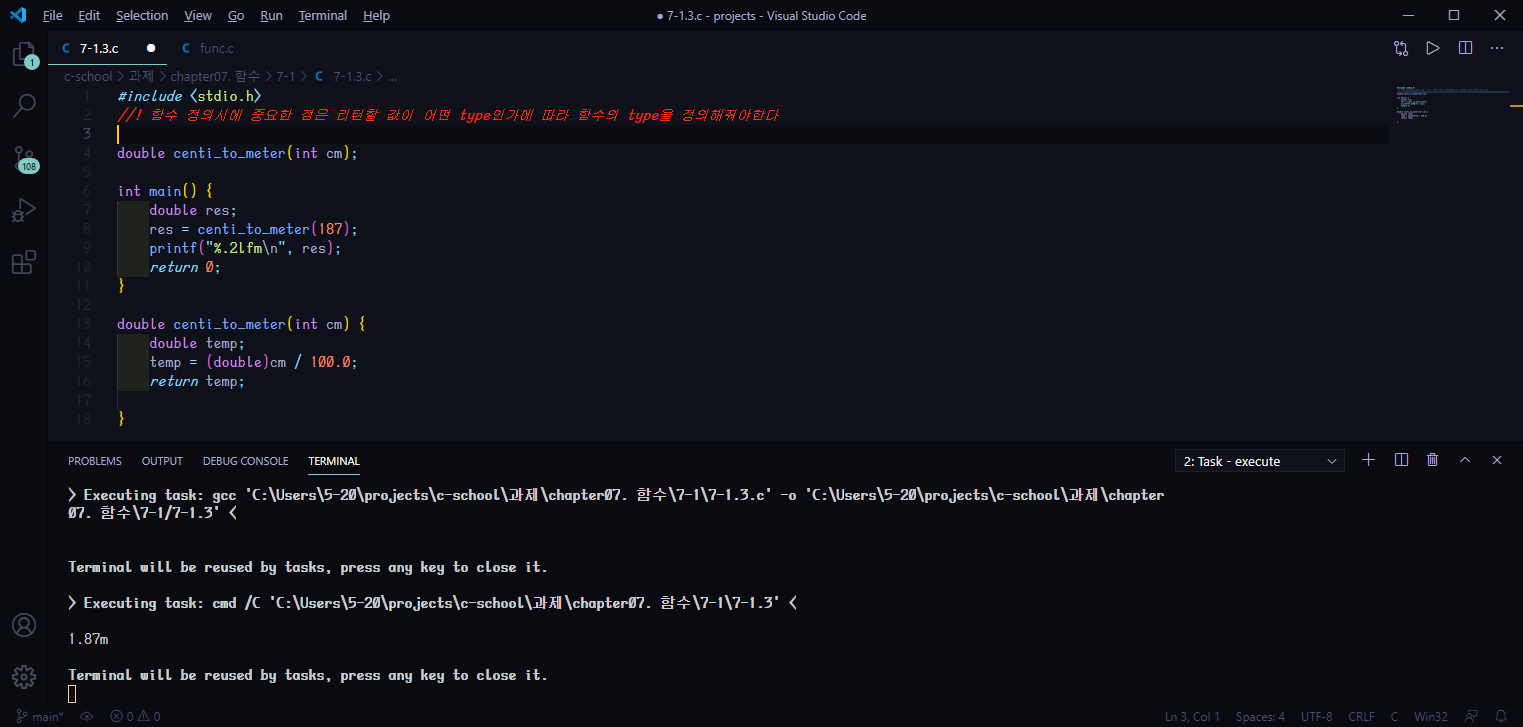 File Edit Selection View Go Run Terminal Help
● 7-1.3.c - projects - Visual Studio Code
C 7-1.3.c ● C func.c
1
c-school > 과제 > chapter07. 함수 > 7-1 > C 7-1.3.c > ...
1 #include <stdio.h>
2 //! 함수 정의시에 중요한 점은 리턴할 값이 어떤 type인가에 따라 함수의 type을 정의해줘야한다
3
4 double centi_to_meter(int cm);
5
6 int main() {
7 double res;
8 res = centi_to_meter(187);
9 printf("%.2lfm\n", res);
10 return 0;
11 }
12
13 double centi_to_meter(int cm) {
14 double temp;
15 temp = (double)cm / 100.0;
16 return temp;
17
18 }
108
PROBLEMS OUTPUT DEBUG CONSOLE TERMINAL
2: Task - execute
> Executing task: gcc 'C:\Users\5-20\projects\c-school\과제\chapter07. 함수\7-1\7-1.3.c' -o 'C:\Users\5-20\projects\c-school\과제\chapter
07. 함수\7-1/7-1.3' <
Terminal will be reused by tasks, press any key to close it.
> Executing task: cmd /C 'C:\Users\5-20\projects\c-school\과제\chapter07. 함수\7-1\7-1.3' <
1.87m
Terminal will be reused by tasks, press any key to close it.
main* 0 0
Ln 3, Col 1 Spaces: 4 UTF-8 CRLF C Win32